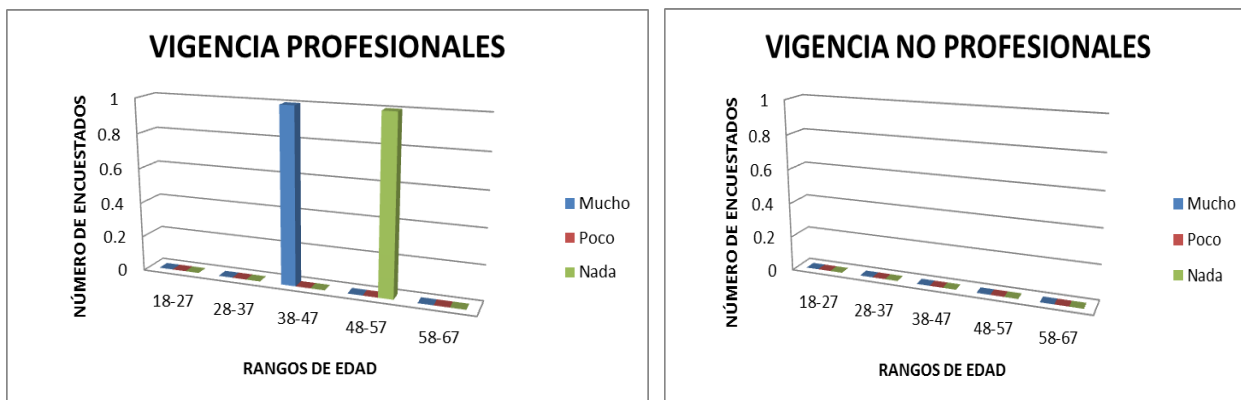 VIGENCIA PROFESIONALES
NÚMERO DE ENCUESTADOS
1
0.8
0.6
0.4
0.2
0
18-27
28-37
38-47
48-57
58-67
RANGOS DE EDAD
Mucho
Poco
Nada
VIGENCIA NO PROFESIONALES
NÚMERO DE ENCUESTADOS
1
0.8
0.6
0.4
0.2
0
18-27
28-37
38-47
48-57
58-67
RANGOS DE EDAD
Mucho
Poco
Nada